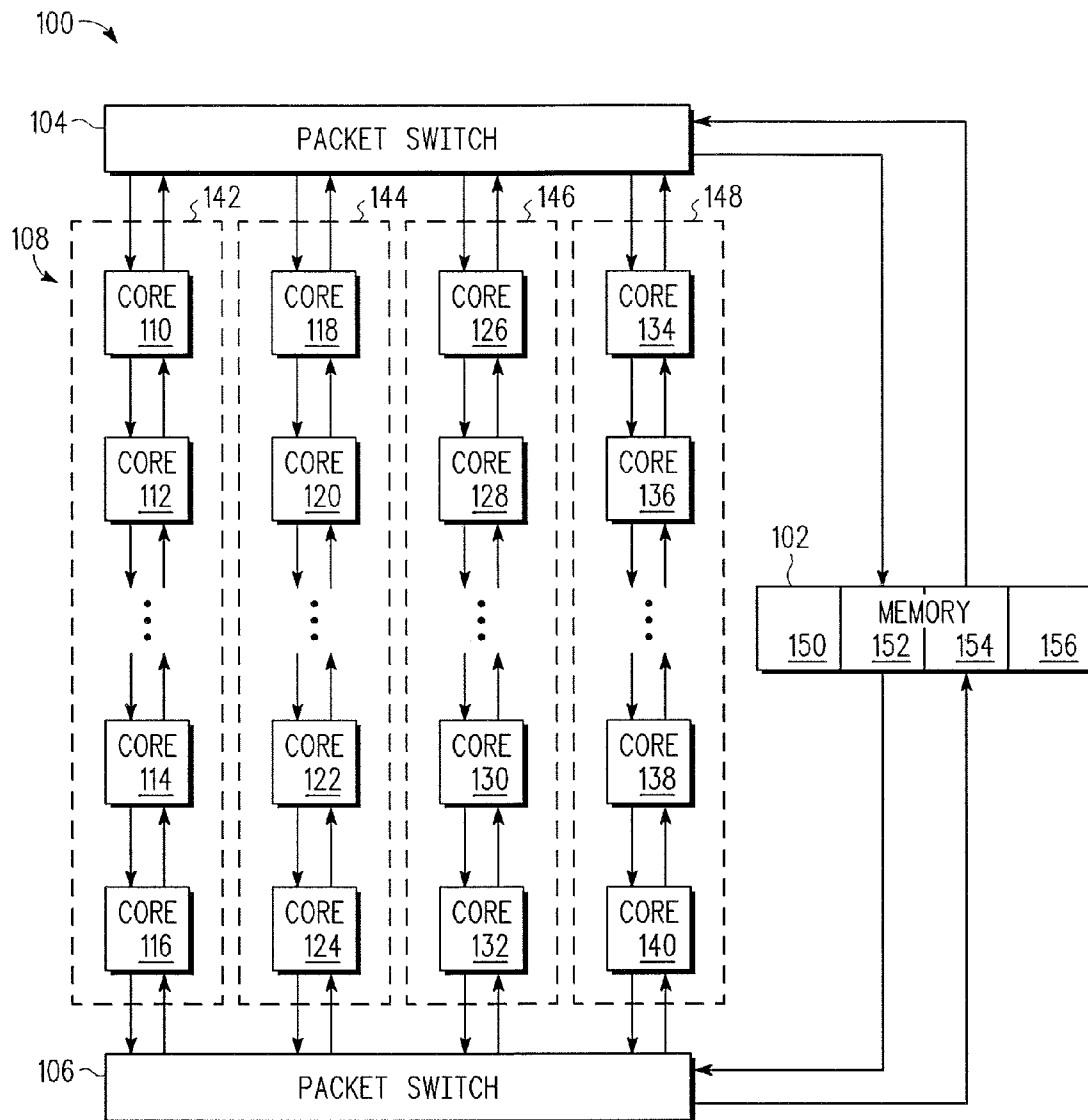 100
104
PACKET SWITCH
142
144
146
148
108
CORE
110
CORE
118
CORE
126
CORE
134
CORE
112
CORE
120
CORE
128
CORE
136
102
MEMORY
150
152
154
156
CORE
114
CORE
122
CORE
130
CORE
138
CORE
116
CORE
124
CORE
132
CORE
140
106
PACKET SWITCH